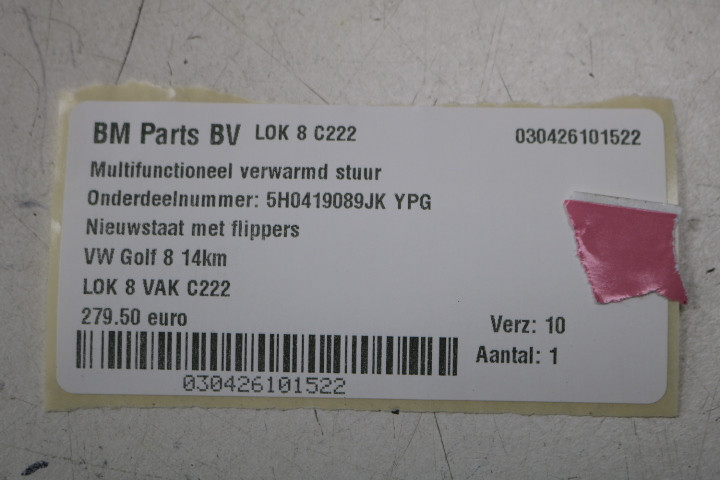 BM Parts BV LOK 8 C222 030426101522
Multifunctioneel verwarmd stuur
Onderdeelnummer: 5H0419089JK YPG
Nieuwstaat met flippers
VW Golf 8 14km
LOK 8 VAK C222
279.50 euro
Verz: 10
Aantal: 1
030426101522